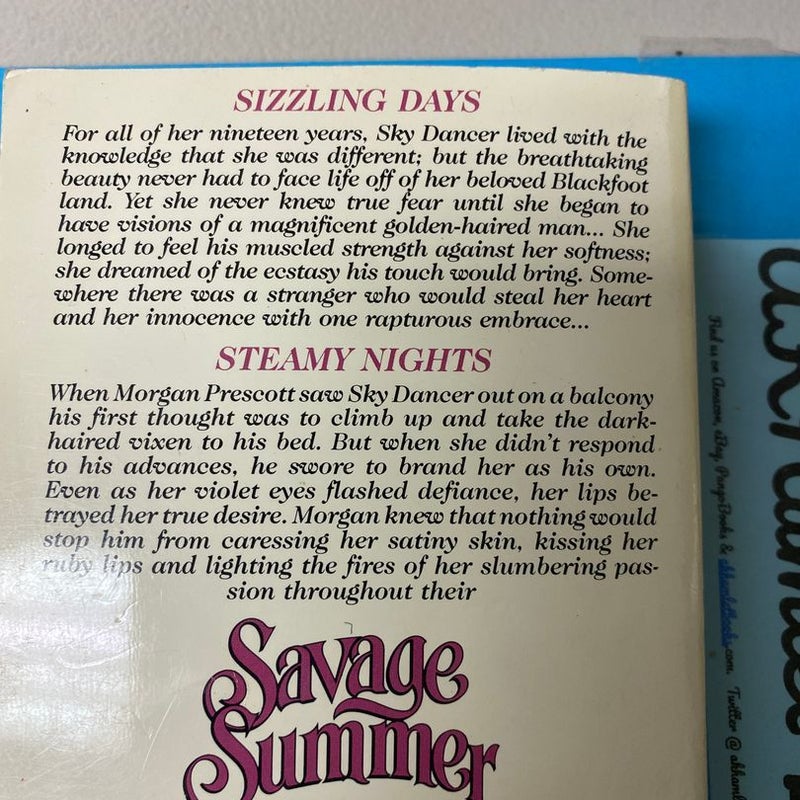 SIZZLING DAYS
For all of her nineteen years, Sky Dancer lived with the
knowledge that she was different; but the breathtaking
beauty never had to face life off of her beloved Blackfoot
land. Yet she never knew true fear until she began to
have visions of a magnificent golden-haired man... She
longed to feel his muscled strength against her softness;
she dreamed of the ecstasy his touch would bring. Some-
where there was a stranger who would steal her heart
and her innocence with one rapturous embrace...
STEAMY NIGHTS
When Morgan Prescott saw Sky Dancer out on a balcony
his first thought was to climb up and take the dark-
haired vixen to his bed. But when she didn't respond
to his advances, he swore to brand her as his own.
Even as her violet eyes flashed defiance, her lips be-
trayed her true desire. Morgan knew that nothing would
stop him from caressing her satiny skin, kissing her
ruby lips and lighting the fires of her slumbering pas-
sion throughout their
Savage
Summer
Find us on Amazon, eBay, PangoBooks &
.com. Twitter @